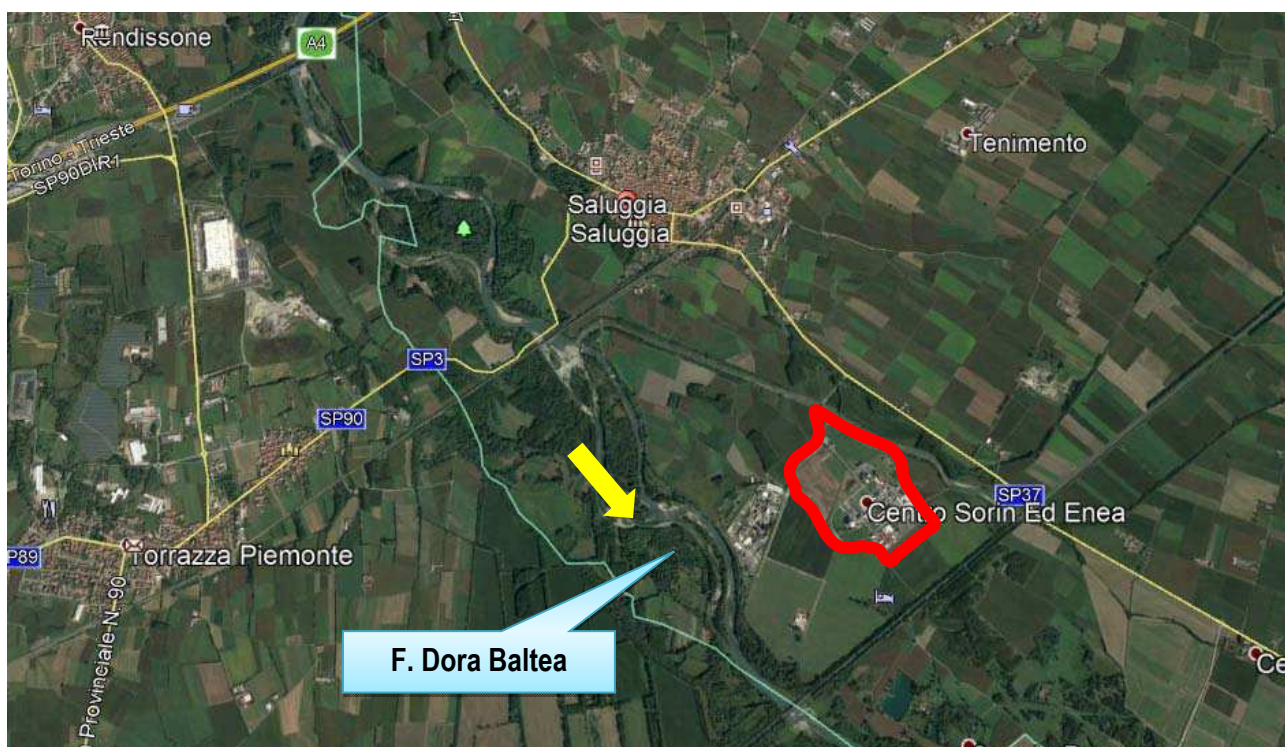 Rondissone
A4
Torino - Trieste
SP90DIR1
Tenimento
Saluggia
Saluggia
SP3
SP90
SP37
Centro Sorin Ed Enea
SP89
Torrazza Piemonte
Provinciale N. 90
F. Dora Baltea
Ce